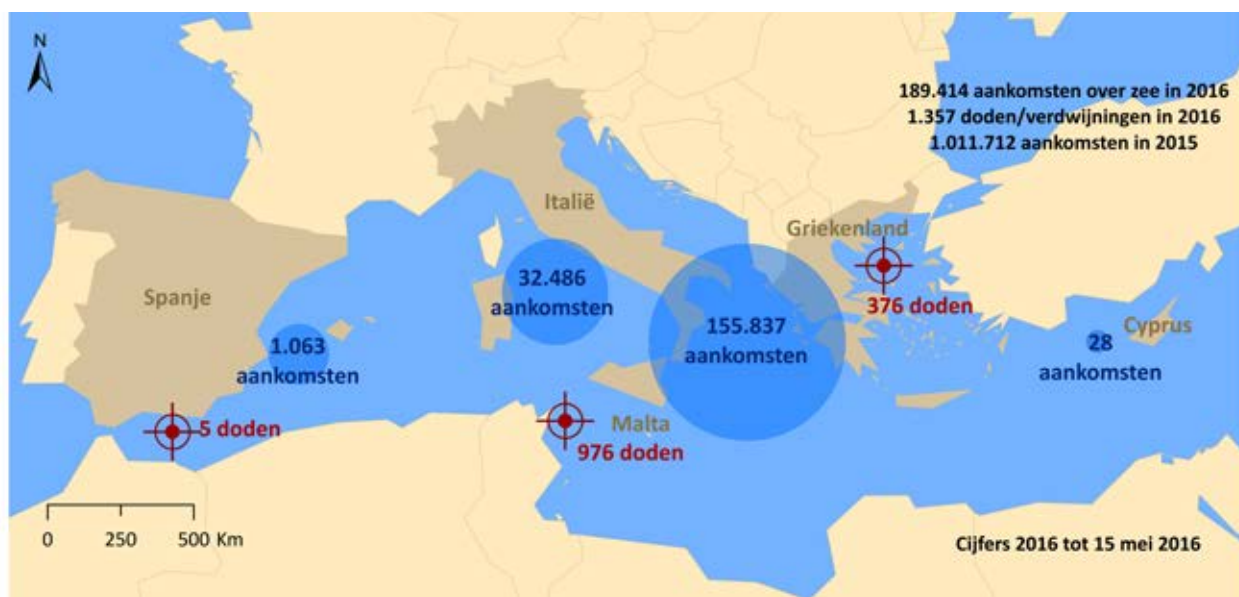 N
189.414 aankomsten over zee in 2016
1.357 doden/verdwijningen in 2016
1.011.712 aankomsten in 2015
Italië
Griekenland
Spanje
32.486
aankomsten
376 doden
155.837
aankomsten
Cyprus
1.063
aankomsten
28
aankomsten
5 doden
Malta
976 doden
0 250 500 Km
Cijfers 2016 tot 15 mei 2016